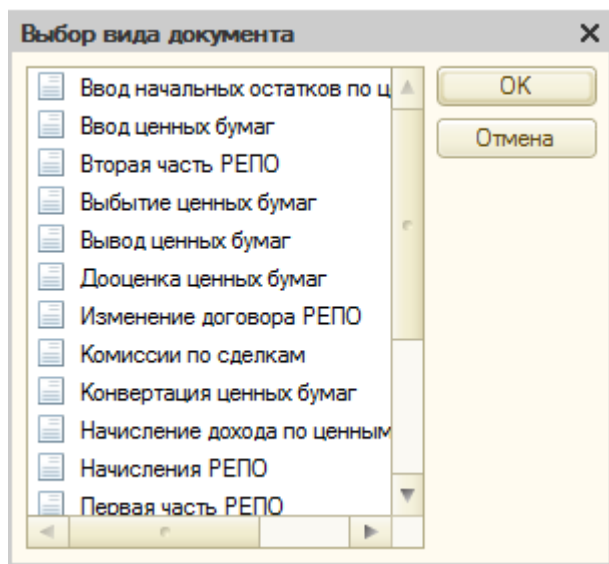 Выбор вида документа
Ввод начальных остатков по ц
Ввод ценных бумаг
Вторая часть РЕПО
Выбытие ценных бумаг
Вывод ценных бумаг
Дооценка ценных бумаг
Изменение договора РЕПО
Комиссии по сделкам
Конвертация ценных бумаг
Начисление дохода по ценным
Начисления РЕПО
Первая часть РЕПО
OK
Отмена